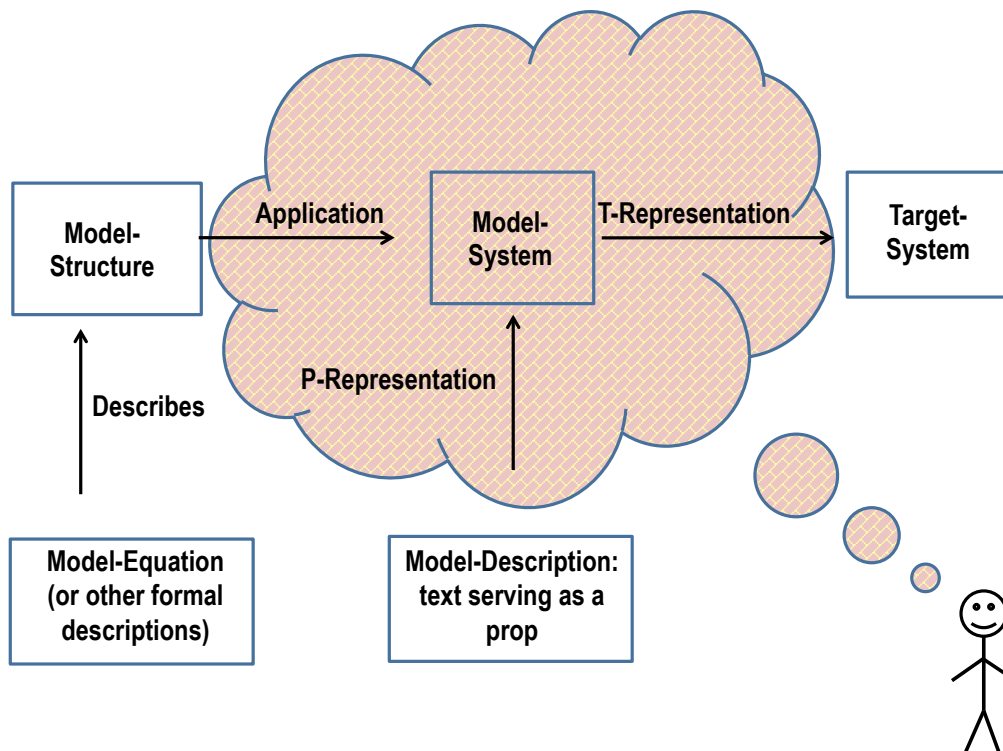 Model-
Structure
Application
Model-
System
T-Representation
Target-
System
P-Representation
Describes
Model-Equation
(or other formal
descriptions)
Model-Description:
text serving as a
prop